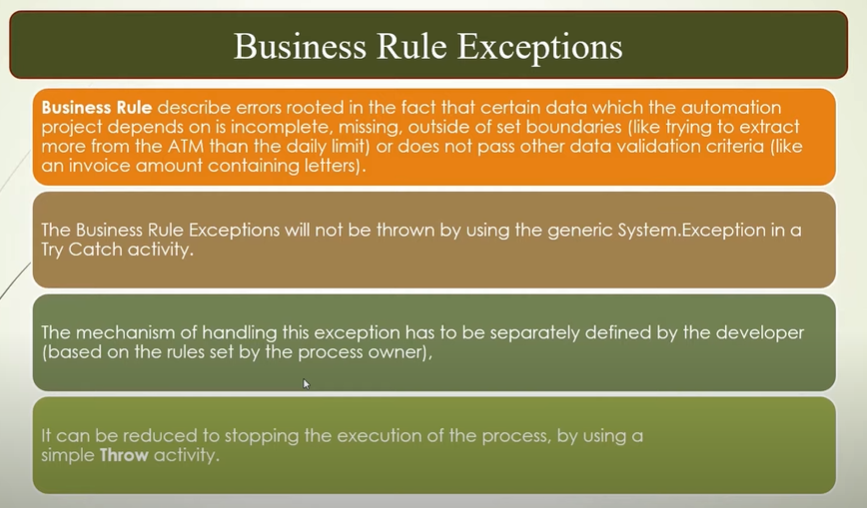 Business Rule Exceptions
Business Rule describe errors rooted in the fact that certain data which the automation
project depends on is incomplete, missing, outside of set boundaries (like trying to extract
more from the ATM than the daily limit) or does not pass other data validation criteria (like
an invoice amount containing letters).
The Business Rule Exceptions will not be thrown by using the generic System.Exception in a
Try Catch activity.
The mechanism of handling this exception has to be separately defined by the developer
(based on the rules set by the process owner),
It can be reduced to stopping the execution of the process, by using a
simple Throw activity.